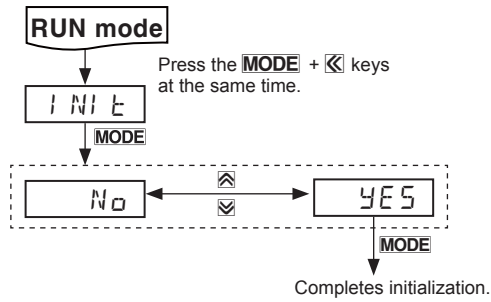 RUN mode
Press the MODE + « keys
at the same time.
INIt
MODE
No
YES
MODE
Completes initialization.